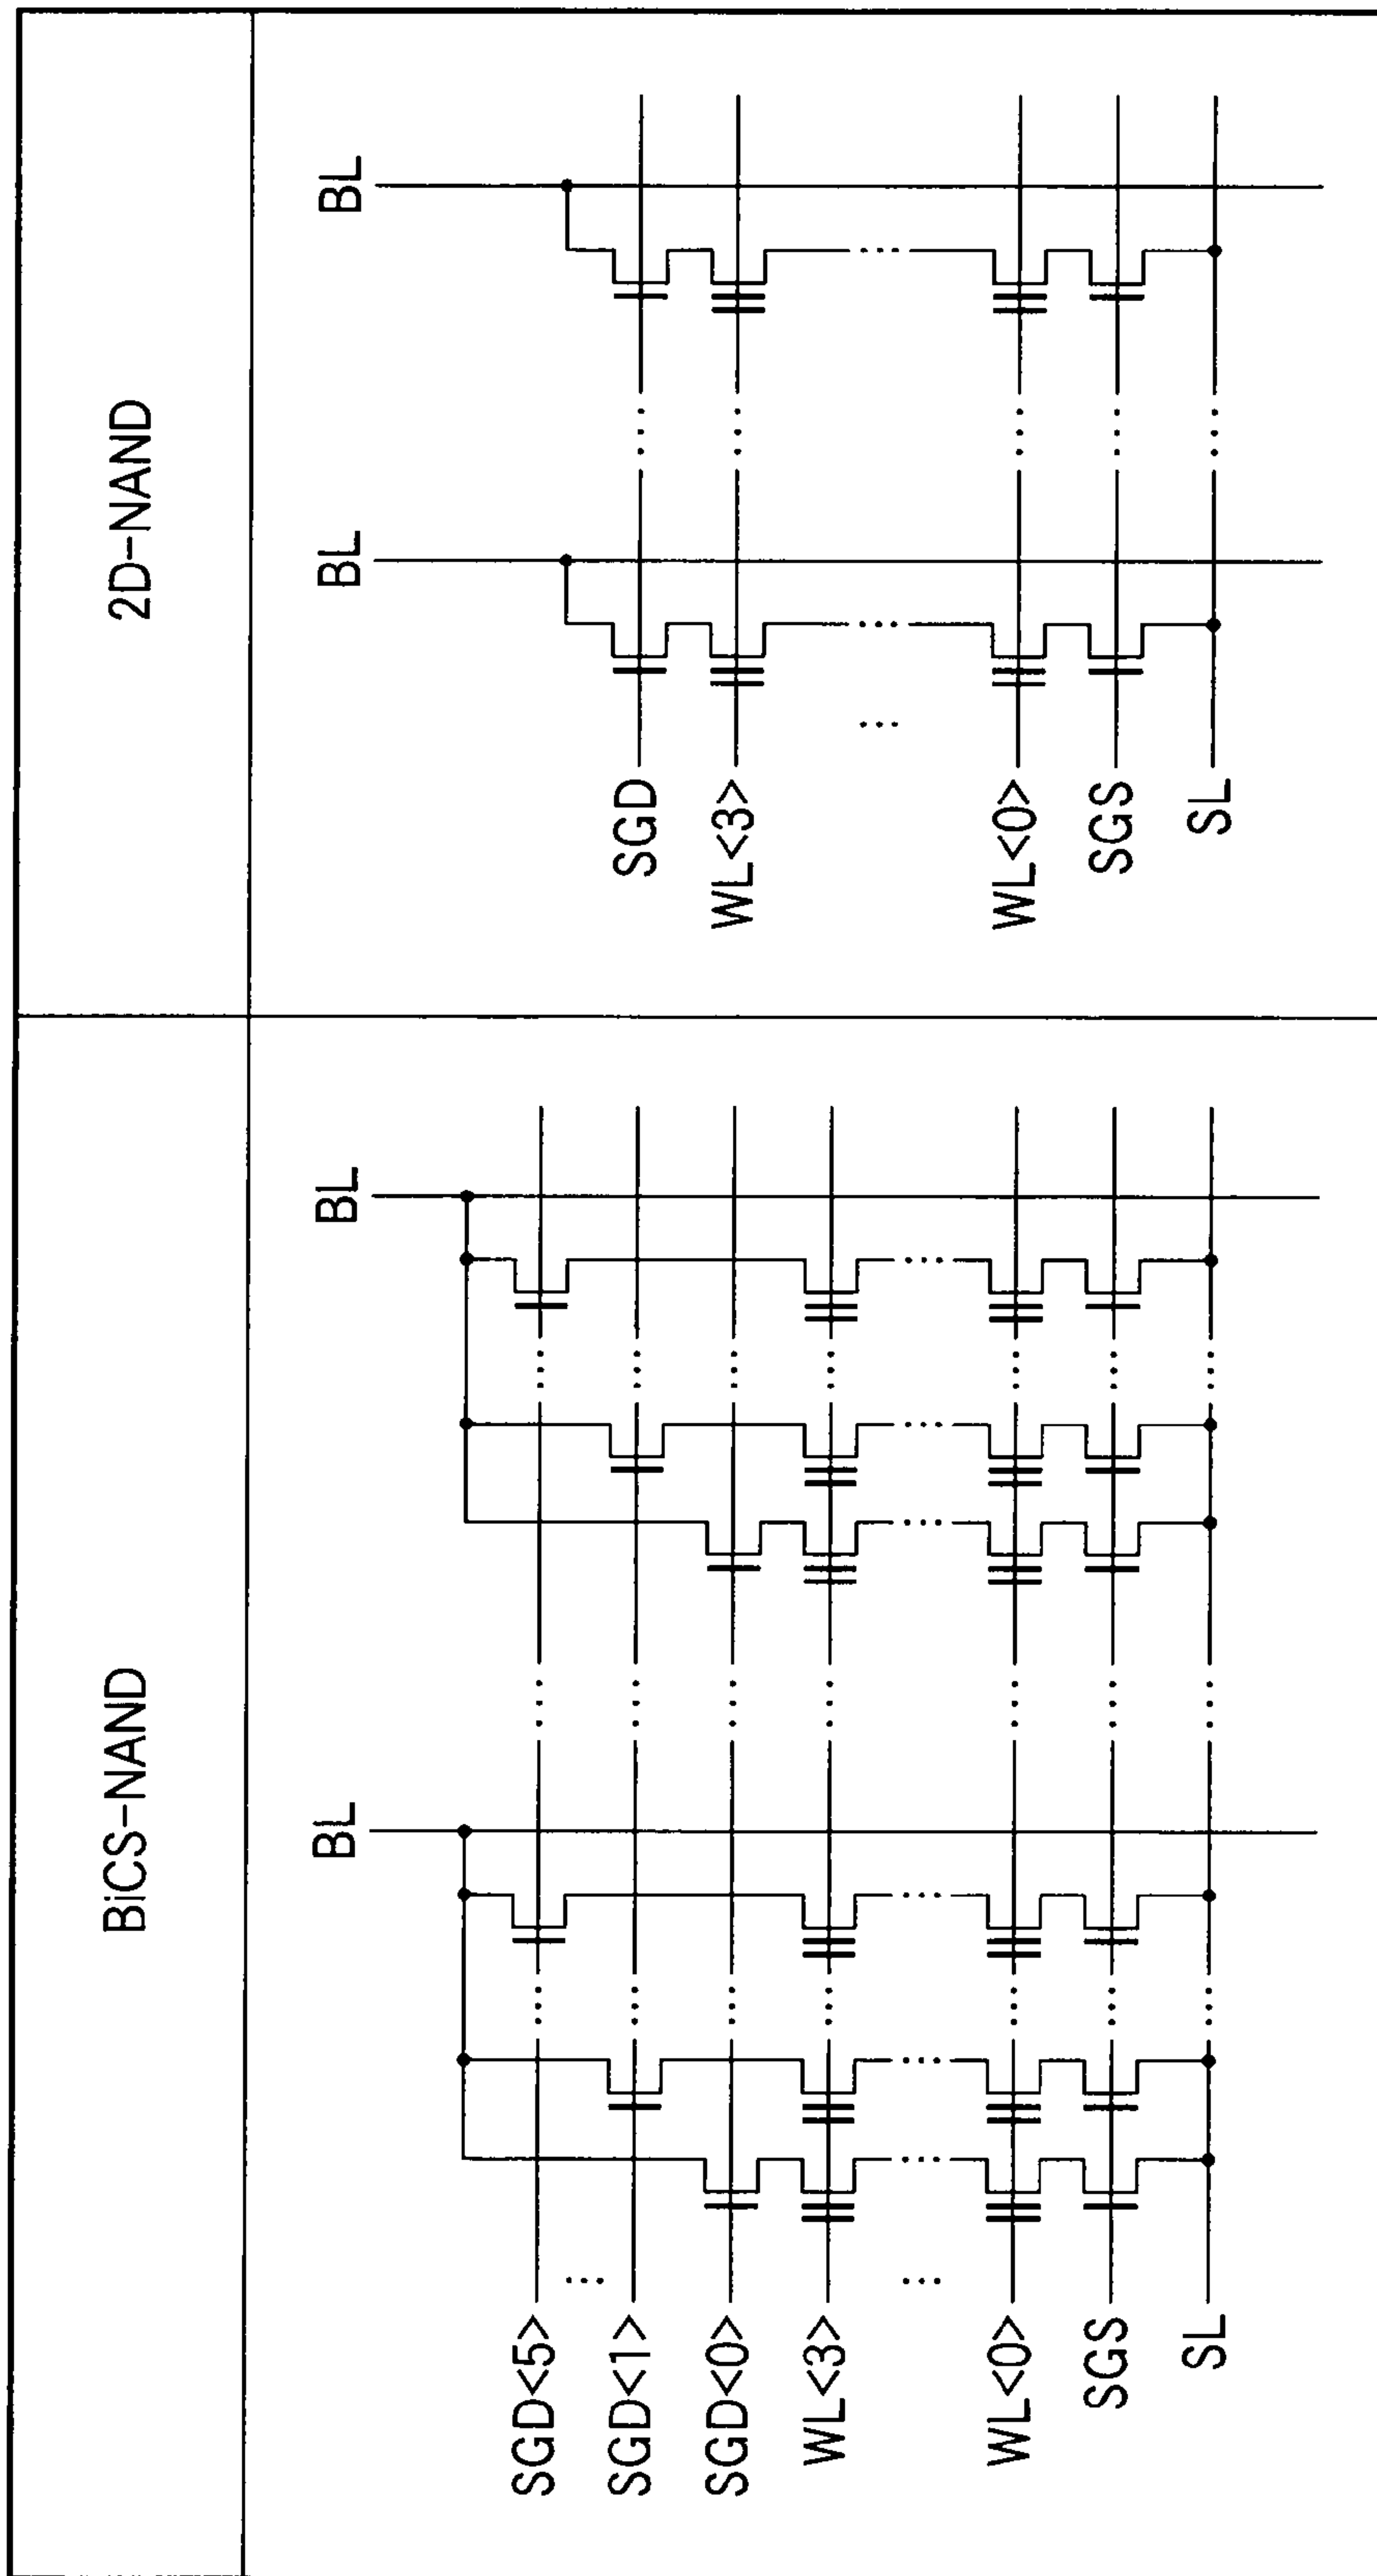 BiCS-NAND
2D-NAND
BL
BL
SGD<5>
...
SGD<1>
SGD<0>
WL<3>
...
WL<0>
SGS
SL
BL
BL
SGD
WL<3>
...
WL<0>
SGS
SL